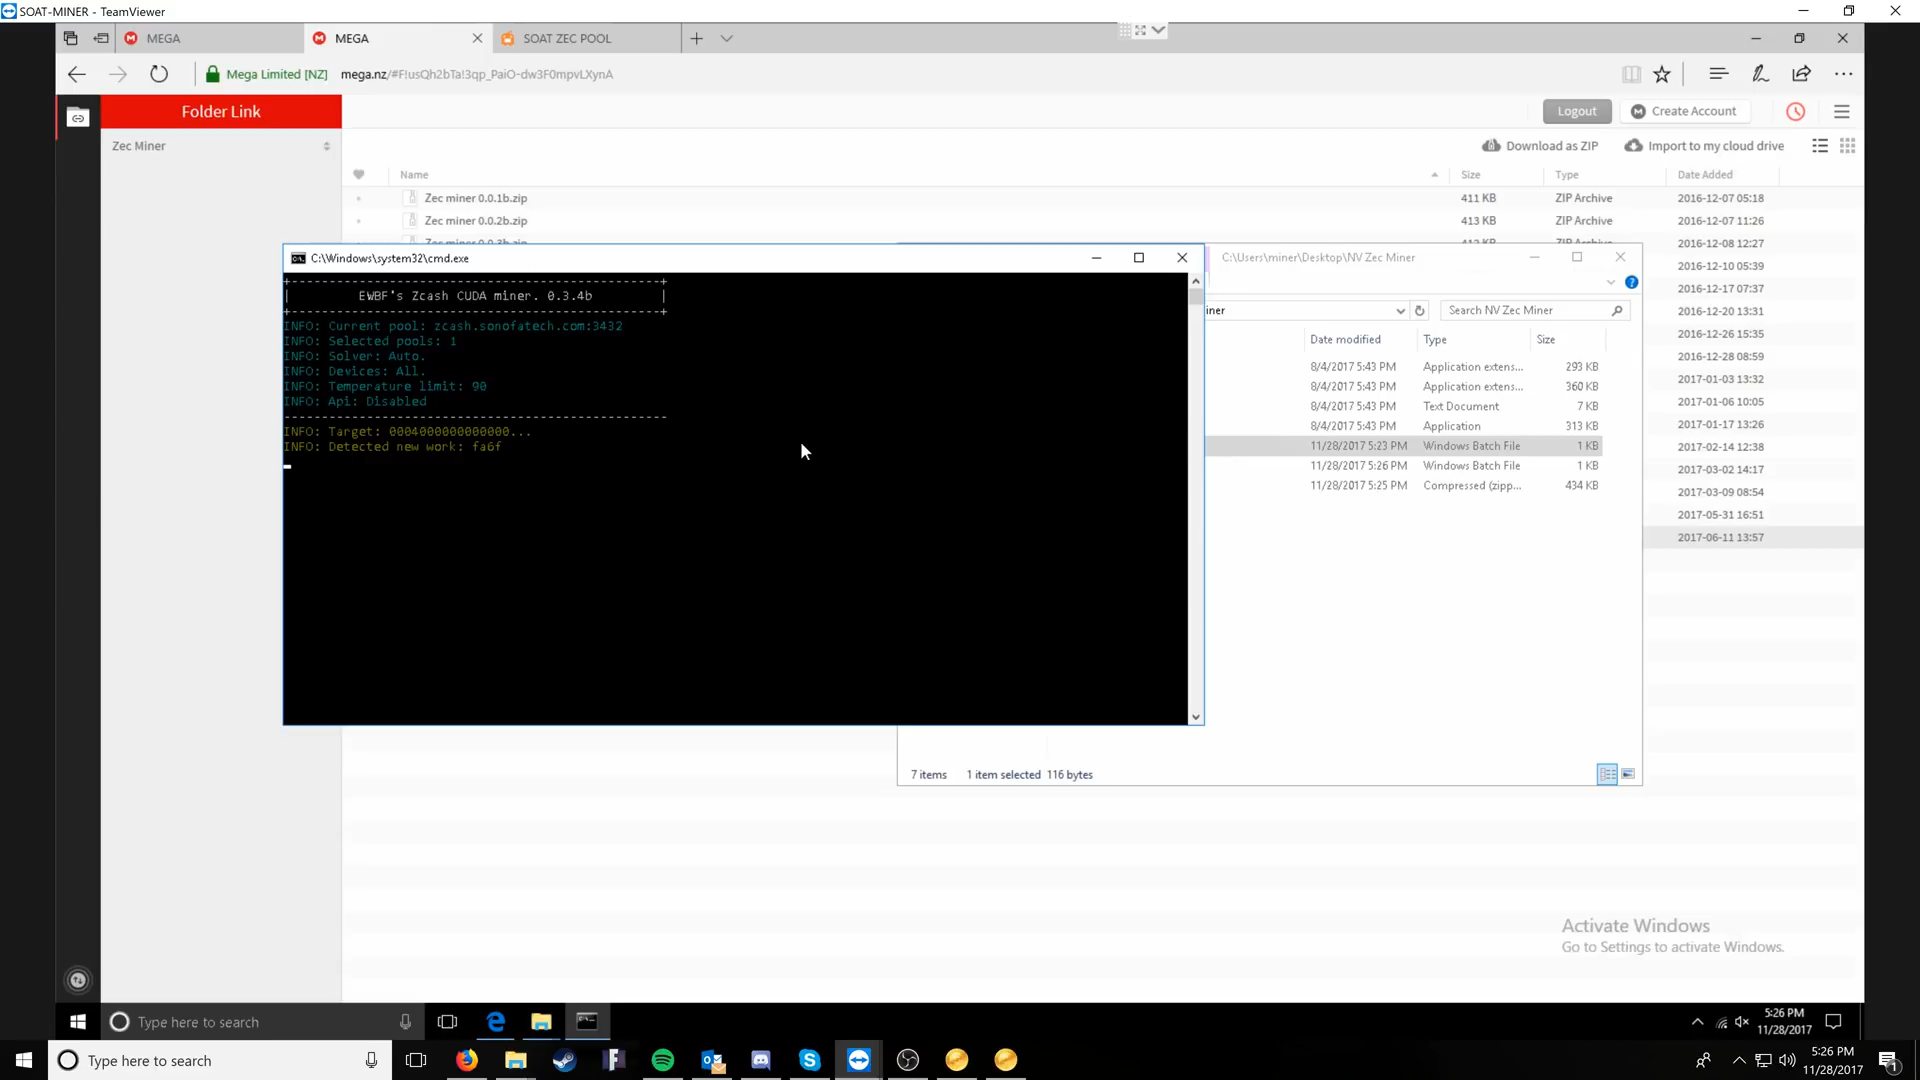 SOAT-MINER - TeamViewer
MEGA
MEGA
SOAT ZEC POOL
Mega Limited [NZ]
mega.nz/#F!usQh2bTa!3qp_PaiO-dw3F0mpvLXynA
Folder Link
Logout
Create Account
Zec Miner
Download as ZIP
Import to my cloud drive
Name
Size
Type
Date Added
Zec miner 0.0.1b.zip
411 KB
ZIP Archive
2016-12-07 05:18
Zec miner 0.0.2b.zip
413 KB
ZIP Archive
2016-12-07 11:26
2016-12-08 12:27
2016-12-10 05:39
2016-12-17 07:37
2016-12-20 13:31
2016-12-26 15:35
2016-12-28 08:59
2017-01-03 13:32
2017-01-06 10:05
2017-01-17 13:26
2017-02-14 12:38
2017-03-02 14:17
2017-03-09 08:54
2017-05-31 16:51
2017-06-11 13:57
C:\Windows\system32\cmd.exe
EWBF's Zcash CUDA miner. 0.3.4b
INFO: Current pool: zcash.sonofatech.com:3432
INFO: Selected pools: 1
INFO: Solver: Auto.
INFO: Devices: All.
INFO: Temperature limit: 90
INFO: Api: Disabled
INFO: Target: 0004000000000000...
INFO: Detected new work: fa6f
C:\Users\miner\Desktop\NV Zec Miner
iner
Search NV Zec Miner
Date modified
Type
Size
8/4/2017 5:43 PM
Application extens...
293 KB
8/4/2017 5:43 PM
Application extens...
360 KB
8/4/2017 5:43 PM
Text Document
7 KB
8/4/2017 5:43 PM
Application
313 KB
11/28/2017 5:23 PM
Windows Batch File
1 KB
11/28/2017 5:26 PM
Windows Batch File
1 KB
11/28/2017 5:25 PM
Compressed (zipp...
434 KB
7 items
1 item selected 116 bytes
Activate Windows
Go to Settings to activate Windows.
Type here to search
5:26 PM
11/28/2017
Type here to search
5:26 PM
11/28/2017
1